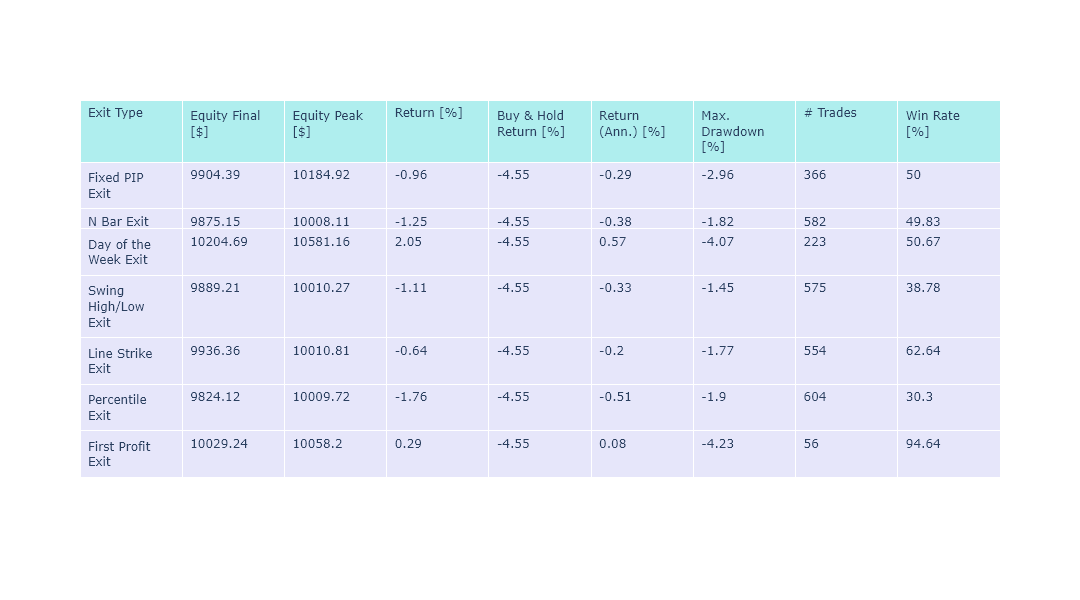 Exit Type Equity Final [$] Equity Peak [$] Return [%] Buy & Hold Return [%] Return (Ann.) [%] Max. Drawdown [%] # Trades Win Rate [%]
Fixed PIP Exit 9904.39 10184.92 -0.96 -4.55 -0.29 -2.96 366 50
N Bar Exit 9875.15 10008.11 -1.25 -4.55 -0.38 -1.82 582 49.83
Day of the Week Exit 10204.69 10581.16 2.05 -4.55 0.57 -4.07 223 50.67
Swing High/Low Exit 9889.21 10010.27 -1.11 -4.55 -0.33 -1.45 575 38.78
Line Strike Exit 9936.36 10010.81 -0.64 -4.55 -0.2 -1.77 554 62.64
Percentile Exit 9824.12 10009.72 -1.76 -4.55 -0.51 -1.9 604 30.3
First Profit Exit 10029.24 10058.2 0.29 -4.55 0.08 -4.23 56 94.64